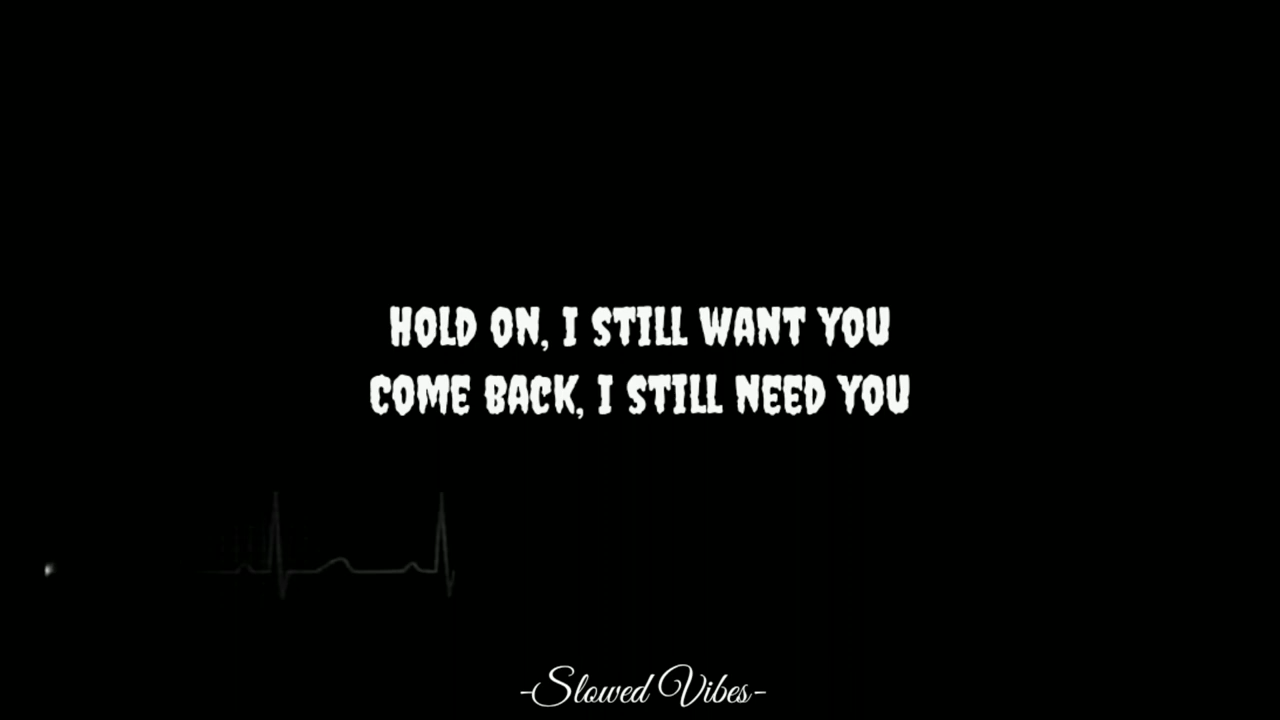 HOLD ON, I STILL WANT YOU
COME BACK, I STILL NEED YOU
-Slowed Vibes-